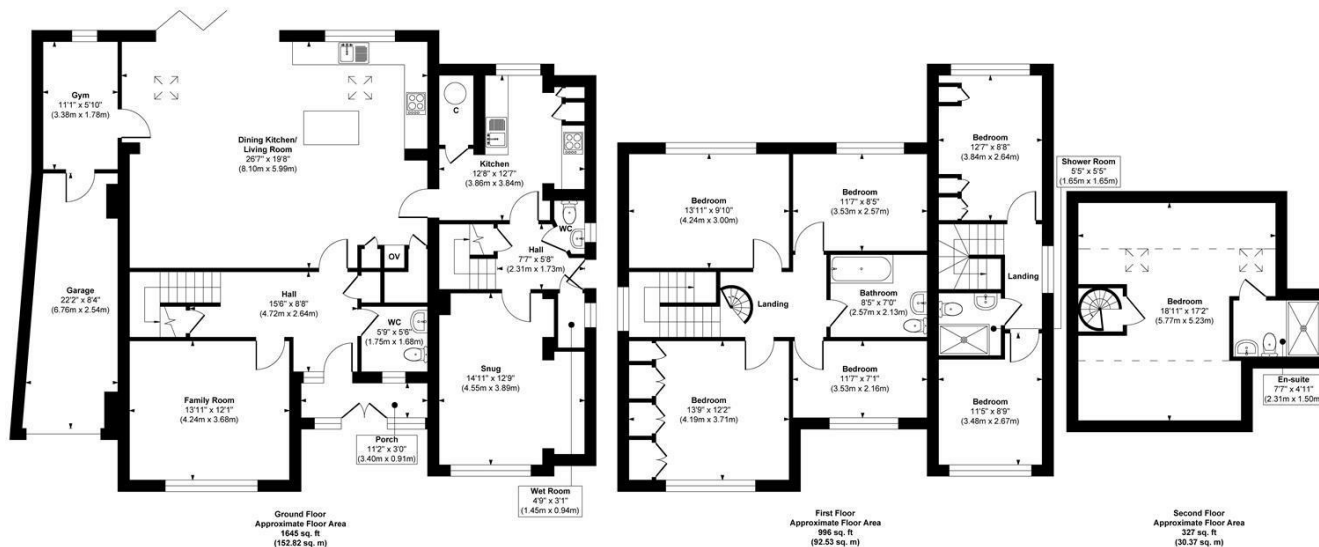 Gym
11'1" x 5'10"
(3.38m x 1.78m)
Dining Kitchen/
Living Room
26'7" x 19'8"
(8.10m x 5.99m)
C
Kitchen
12'8" x 12'7"
(3.86m x 3.84m)
WC
Hall
7'7" x 5'8"
(2.31m x 1.73m)
OV
Garage
22'2" x 8'4"
(6.76m x 2.54m)
Hall
15'6" x 8'8"
(4.72m x 2.64m)
WC
5'9" x 5'6"
(1.75m x 1.68m)
Snug
14'11" x 12'9"
(4.55m x 3.89m)
Family Room
13'11" x 12'1"
(4.24m x 3.68m)
Porch
11'2" x 3'0"
(3.40m x 0.91m)
Wet Room
4'9" x 3'1"
(1.45m x 0.94m)
Ground Floor
Approximate Floor Area
1645 sq. ft
(152.82 sq. m)
Bedroom
12'7" x 8'8"
(3.84m x 2.64m)
Shower Room
5'5" x 5'5"
(1.65m x 1.65m)
Bedroom
13'11" x 9'10"
(4.24m x 3.00m)
Bedroom
11'7" x 8'5"
(3.53m x 2.57m)
Landing
Landing
Bathroom
8'5" x 7'0"
(2.57m x 2.13m)
Bedroom
13'9" x 12'2"
(4.19m x 3.71m)
Bedroom
11'7" x 7'1"
(3.53m x 2.16m)
Bedroom
11'5" x 8'9"
(3.48m x 2.67m)
First Floor
Approximate Floor Area
996 sq. ft
(92.53 sq. m)
Bedroom
18'11" x 17'2"
(5.77m x 5.23m)
En-suite
7'7" x 4'11"
(2.31m x 1.50m)
Second Floor
Approximate Floor Area
327 sq. ft
(30.37 sq. m)